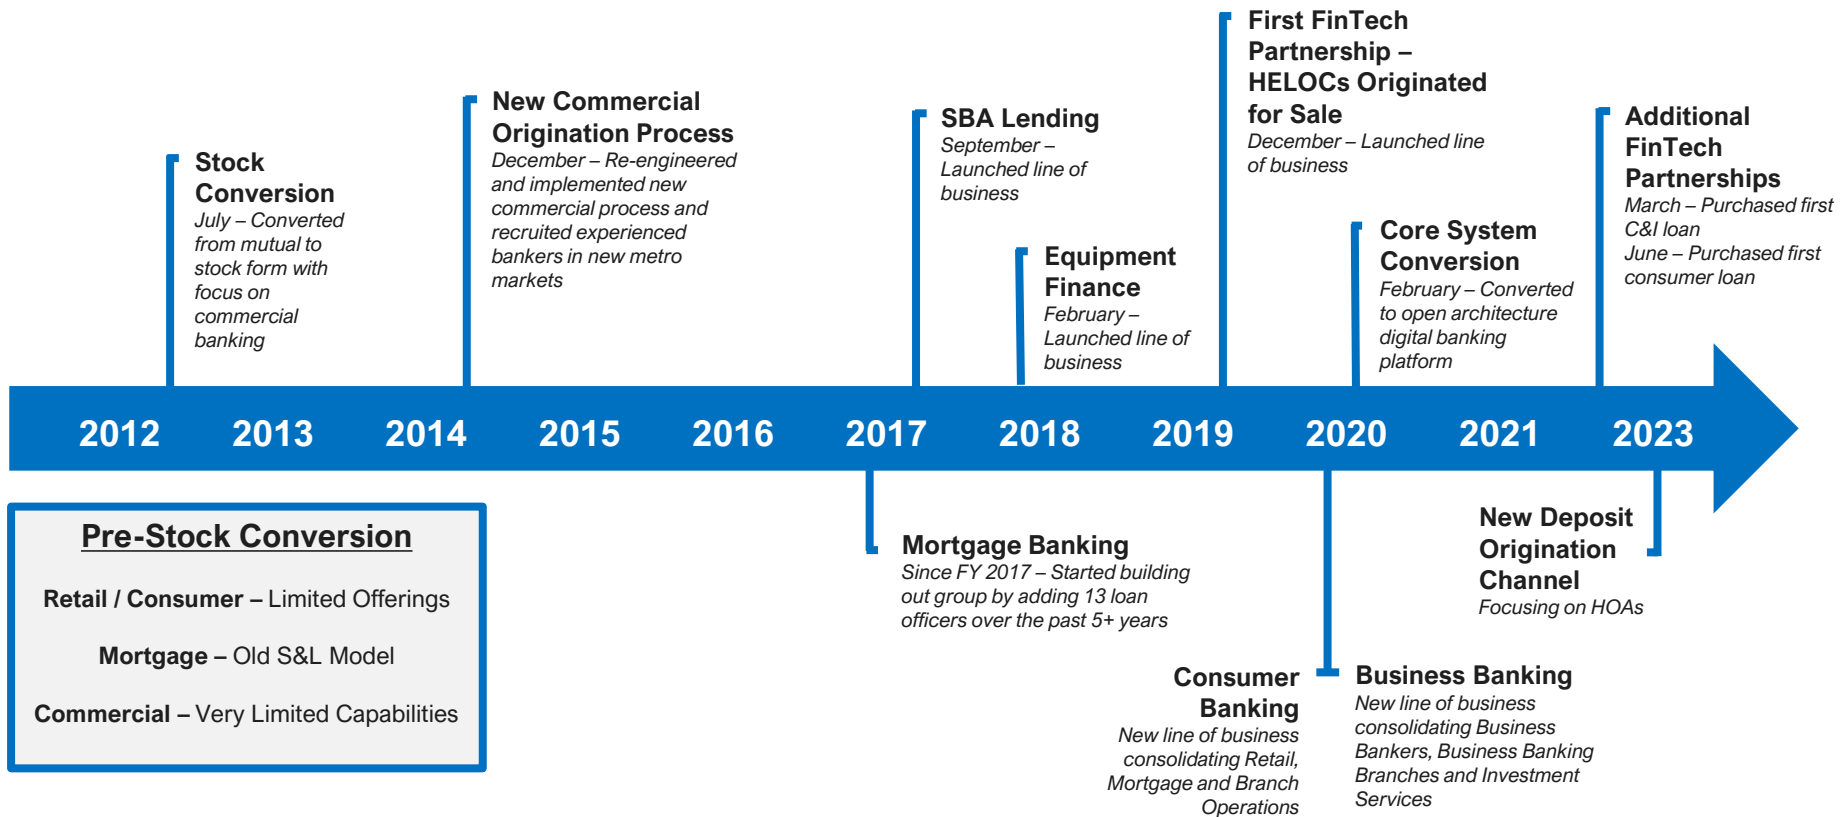 Stock
Conversion
July – Converted
from mutual to
stock form with
focus on
commercial
banking
New Commercial
Origination Process
December – Re-engineered
and implemented new
commercial process and
recruited experienced
bankers in new metro
markets
SBA Lending
September –
Launched line of
business
Equipment
Finance
February –
Launched line of
business
First FinTech
Partnership –
HELOCs Originated
for Sale
December – Launched line
of business
Core System
Conversion
February – Converted
to open architecture
digital banking
platform
Additional
FinTech
Partnerships
March – Purchased first
C&I loan
June – Purchased first
consumer loan
2012 2013 2014 2015 2016 2017 2018 2019 2020 2021 2023
Pre-Stock Conversion
Retail / Consumer – Limited Offerings
Mortgage – Old S&L Model
Commercial – Very Limited Capabilities
Mortgage Banking
Since FY 2017 – Started building
out group by adding 13 loan
officers over the past 5+ years
Consumer
Banking
New line of business
consolidating Retail,
Mortgage and Branch
Operations
Business Banking
New line of business
consolidating Business
Bankers, Business Banking
Branches and Investment
Services
New Deposit
Origination
Channel
Focusing on HOAs